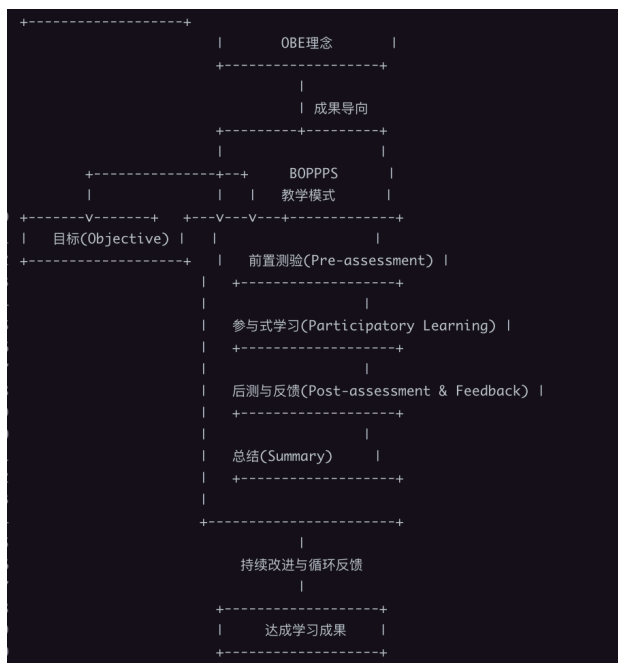 OBE理念
成果导向
BOPPPS
教学模式
目标(Objective)
前置测验(Pre-assessment)
参与式学习(Participatory Learning)
后测与反馈(Post-assessment & Feedback)
总结(Summary)
持续改进与循环反馈
达成学习成果